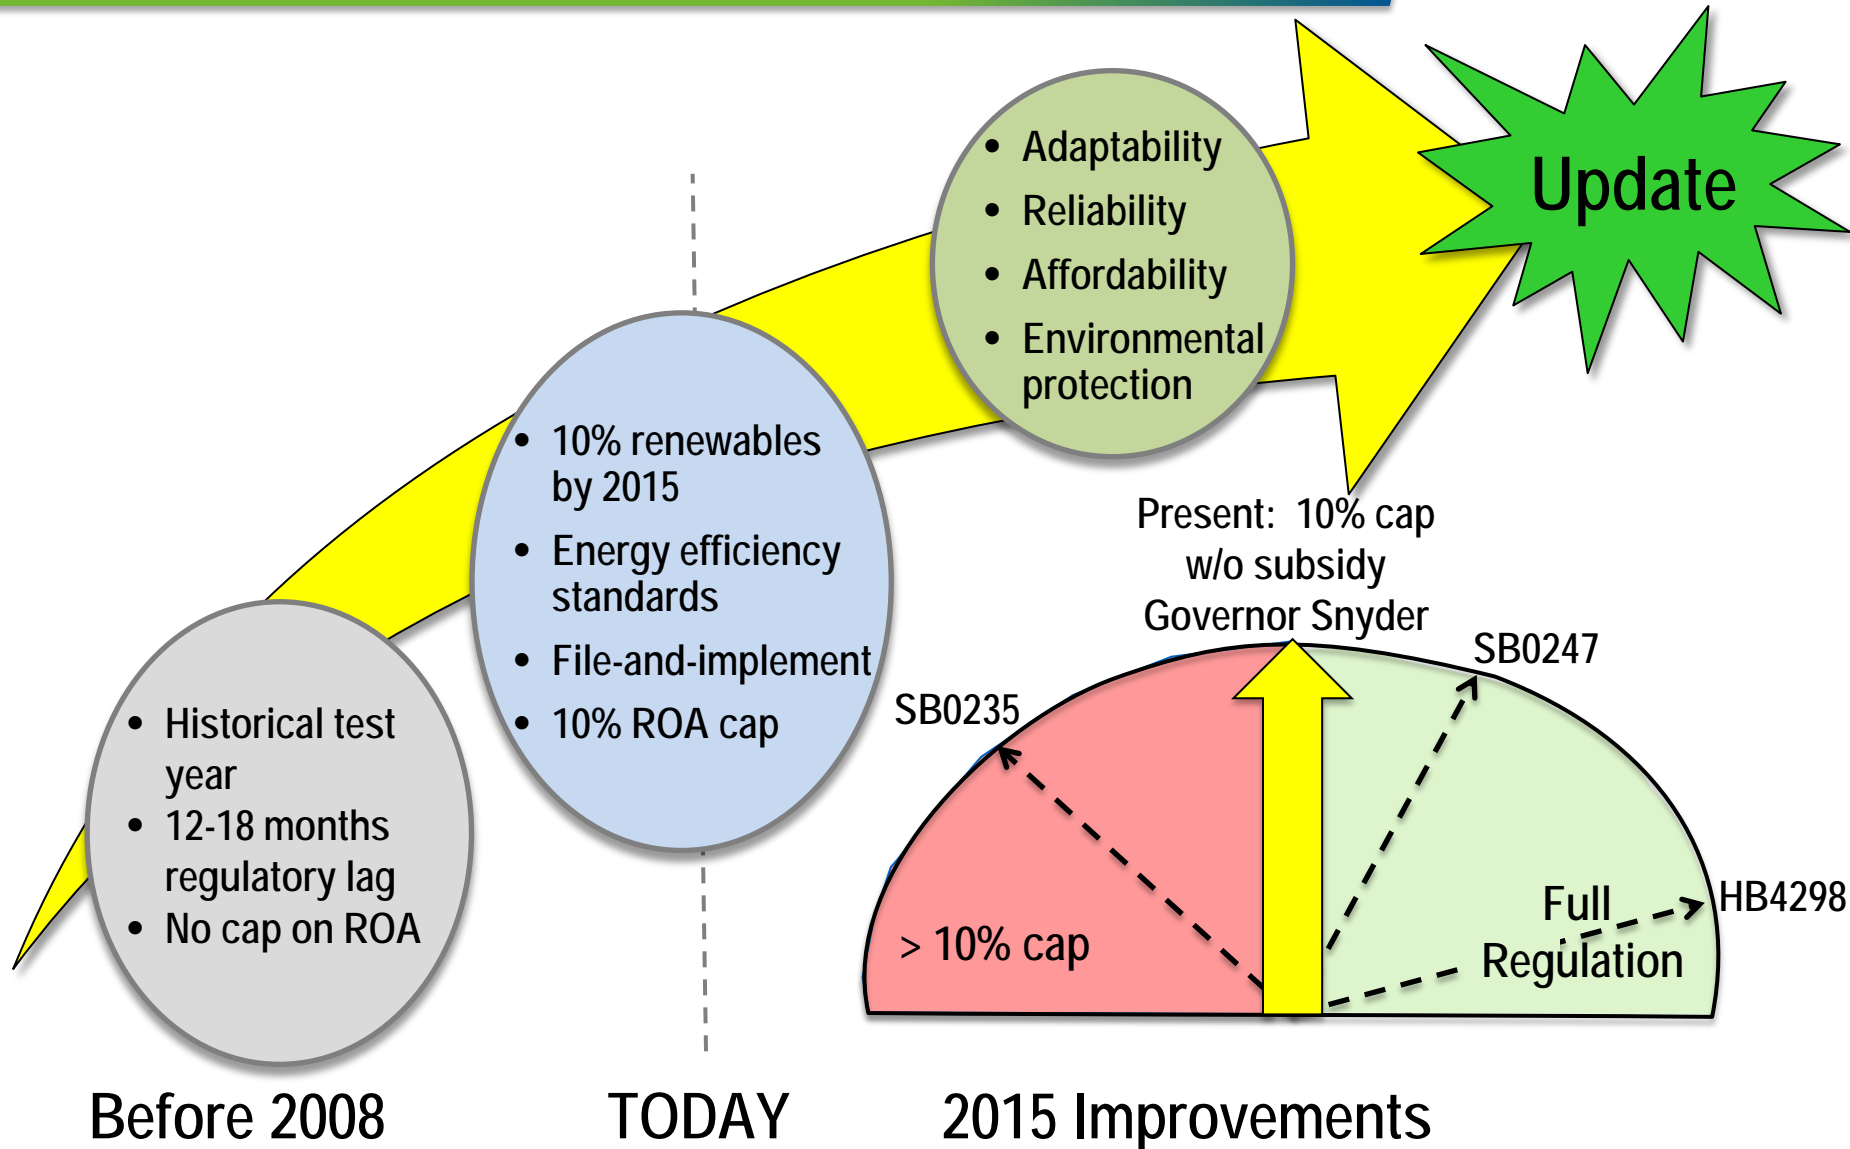 Update
• Adaptability
• Reliability
• Affordability
• Environmental
protection
• 10% renewables
by 2015
• Energy efficiency
standards
• File-and-implement
• 10% ROA cap
• Historical test
year
• 12-18 months
regulatory lag
• No cap on ROA
Present:  10% cap
w/o subsidy
Governor Snyder
SB0235
SB0247
HB4298
> 10% cap
Full
Regulation
Before 2008
TODAY
2015 Improvements